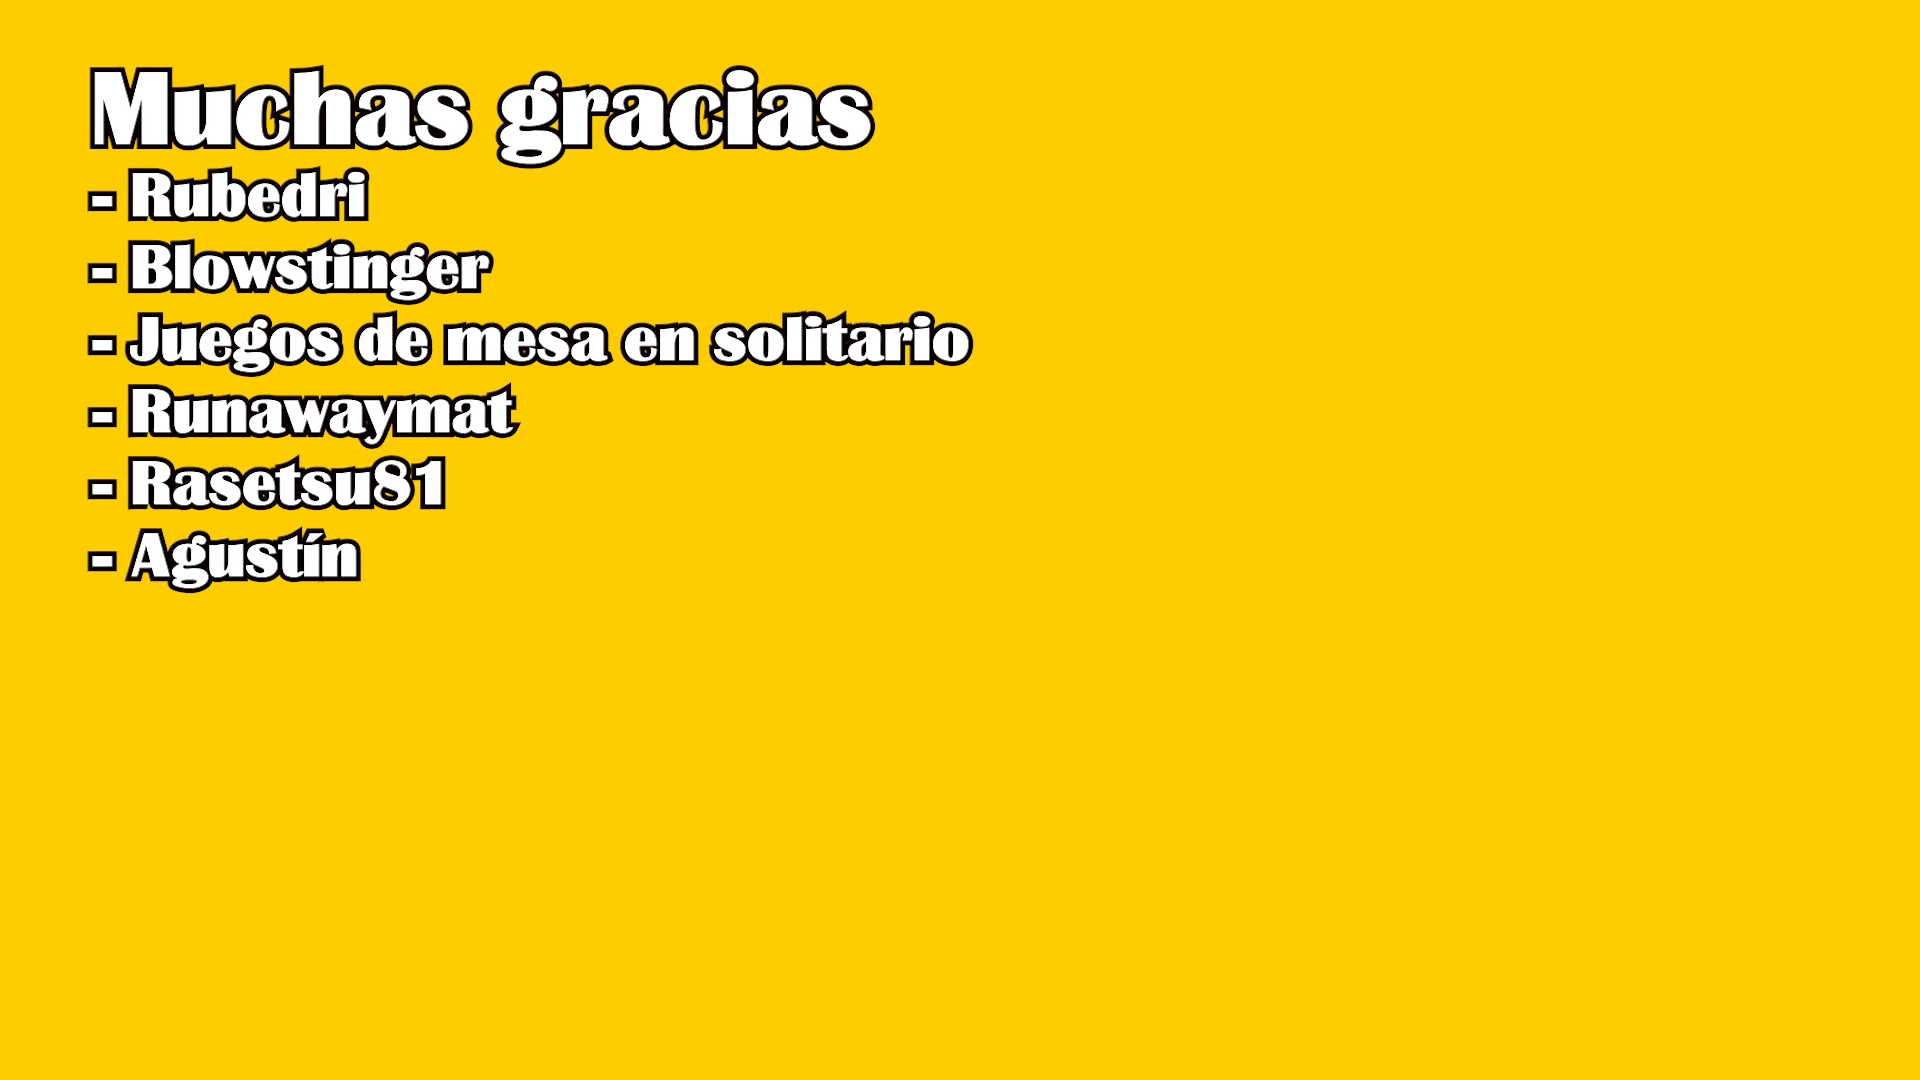 Muchas gracias
- Rubedri
- Blowstinger
- Juegos de mesa en solitario
- Runawaymat
- Rasetsu81
- Agustín